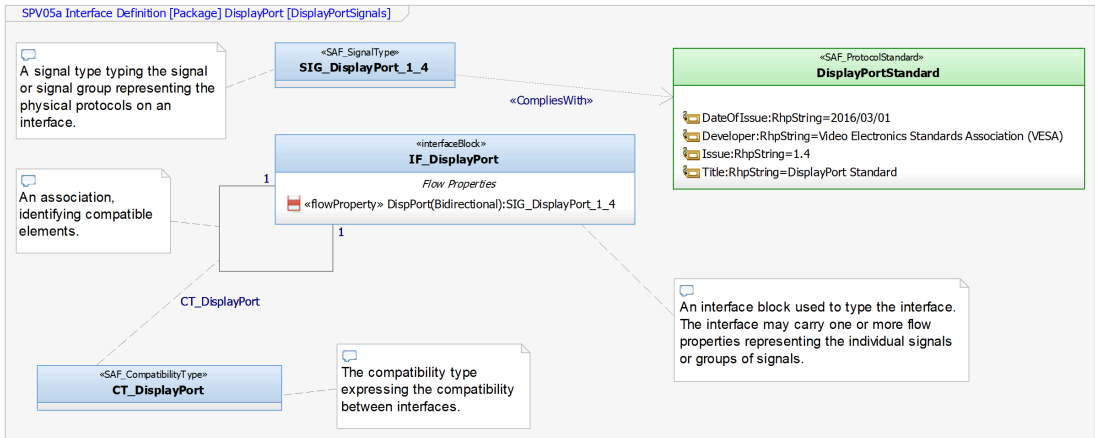 SPV05a Interface Definition [Package] DisplayPort [DisplayPortSignals]
A signal type typing the signal
or signal group representing the
physical protocols on an
interface.
«SAF_SignalType»
SIG_DisplayPort_1_4
«CompliesWith»
«SAF_ProtocolStandard»
DisplayPortStandard
DateOfIssue:RhpString=2016/03/01
Developer:RhpString=Video Electronics Standards Association (VESA)
Issue:RhpString=1.4
Title:RhpString=DisplayPort Standard
«interfaceBlock»
IF_DisplayPort
Flow Properties
«flowProperty» DispPort(Bidirectional):SIG_DisplayPort_1_4
1
1
An association,
identifying compatible
elements.
CT_DisplayPort
An interface block used to type the interface.
The interface may carry one or more flow
properties representing the individual signals
or groups of signals.
«SAF_CompatibilityType»
CT_DisplayPort
The compatibility type
expressing the compatibility
between interfaces.